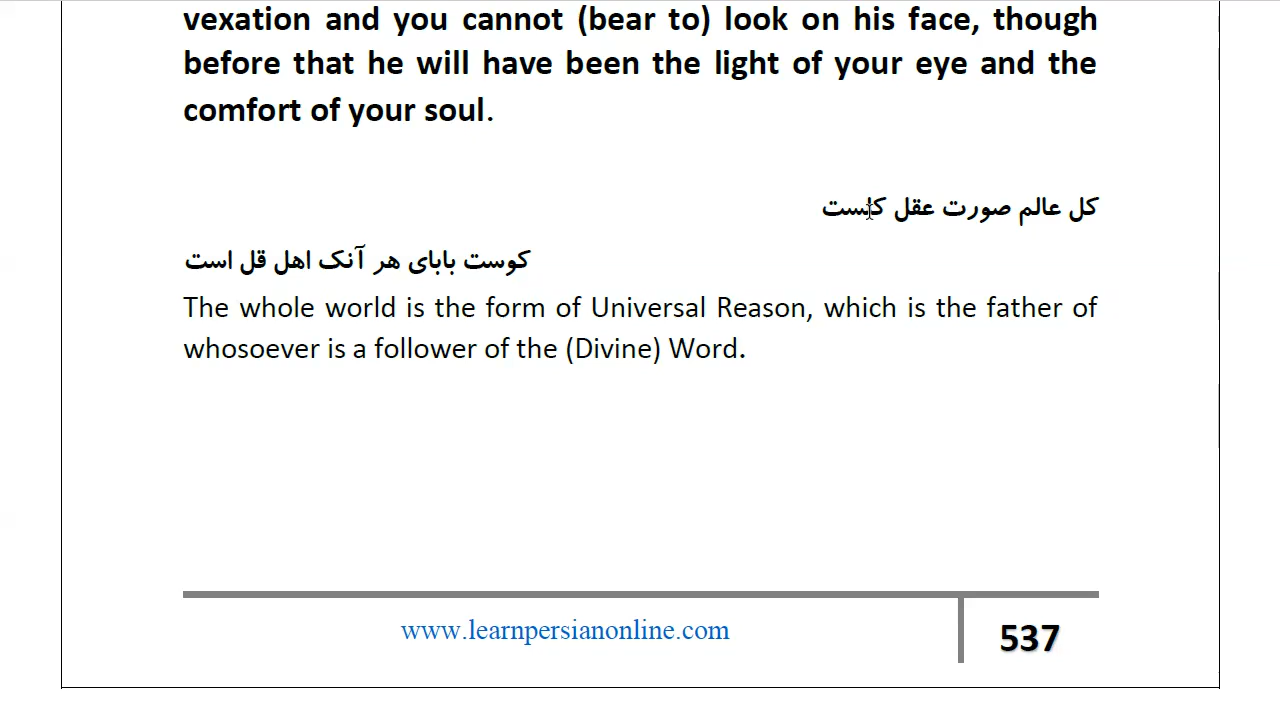 vexation and you cannot (bear to) look on his face, though
before that he will have been the light of your eye and the
comfort of your soul.
کل عالم صورت عقل کلست
کوست بابای هر آنک اهل قل است
The whole world is the form of Universal Reason, which is the father of
whosoever is a follower of the (Divine) Word.
www.learnpersianonline.com
537